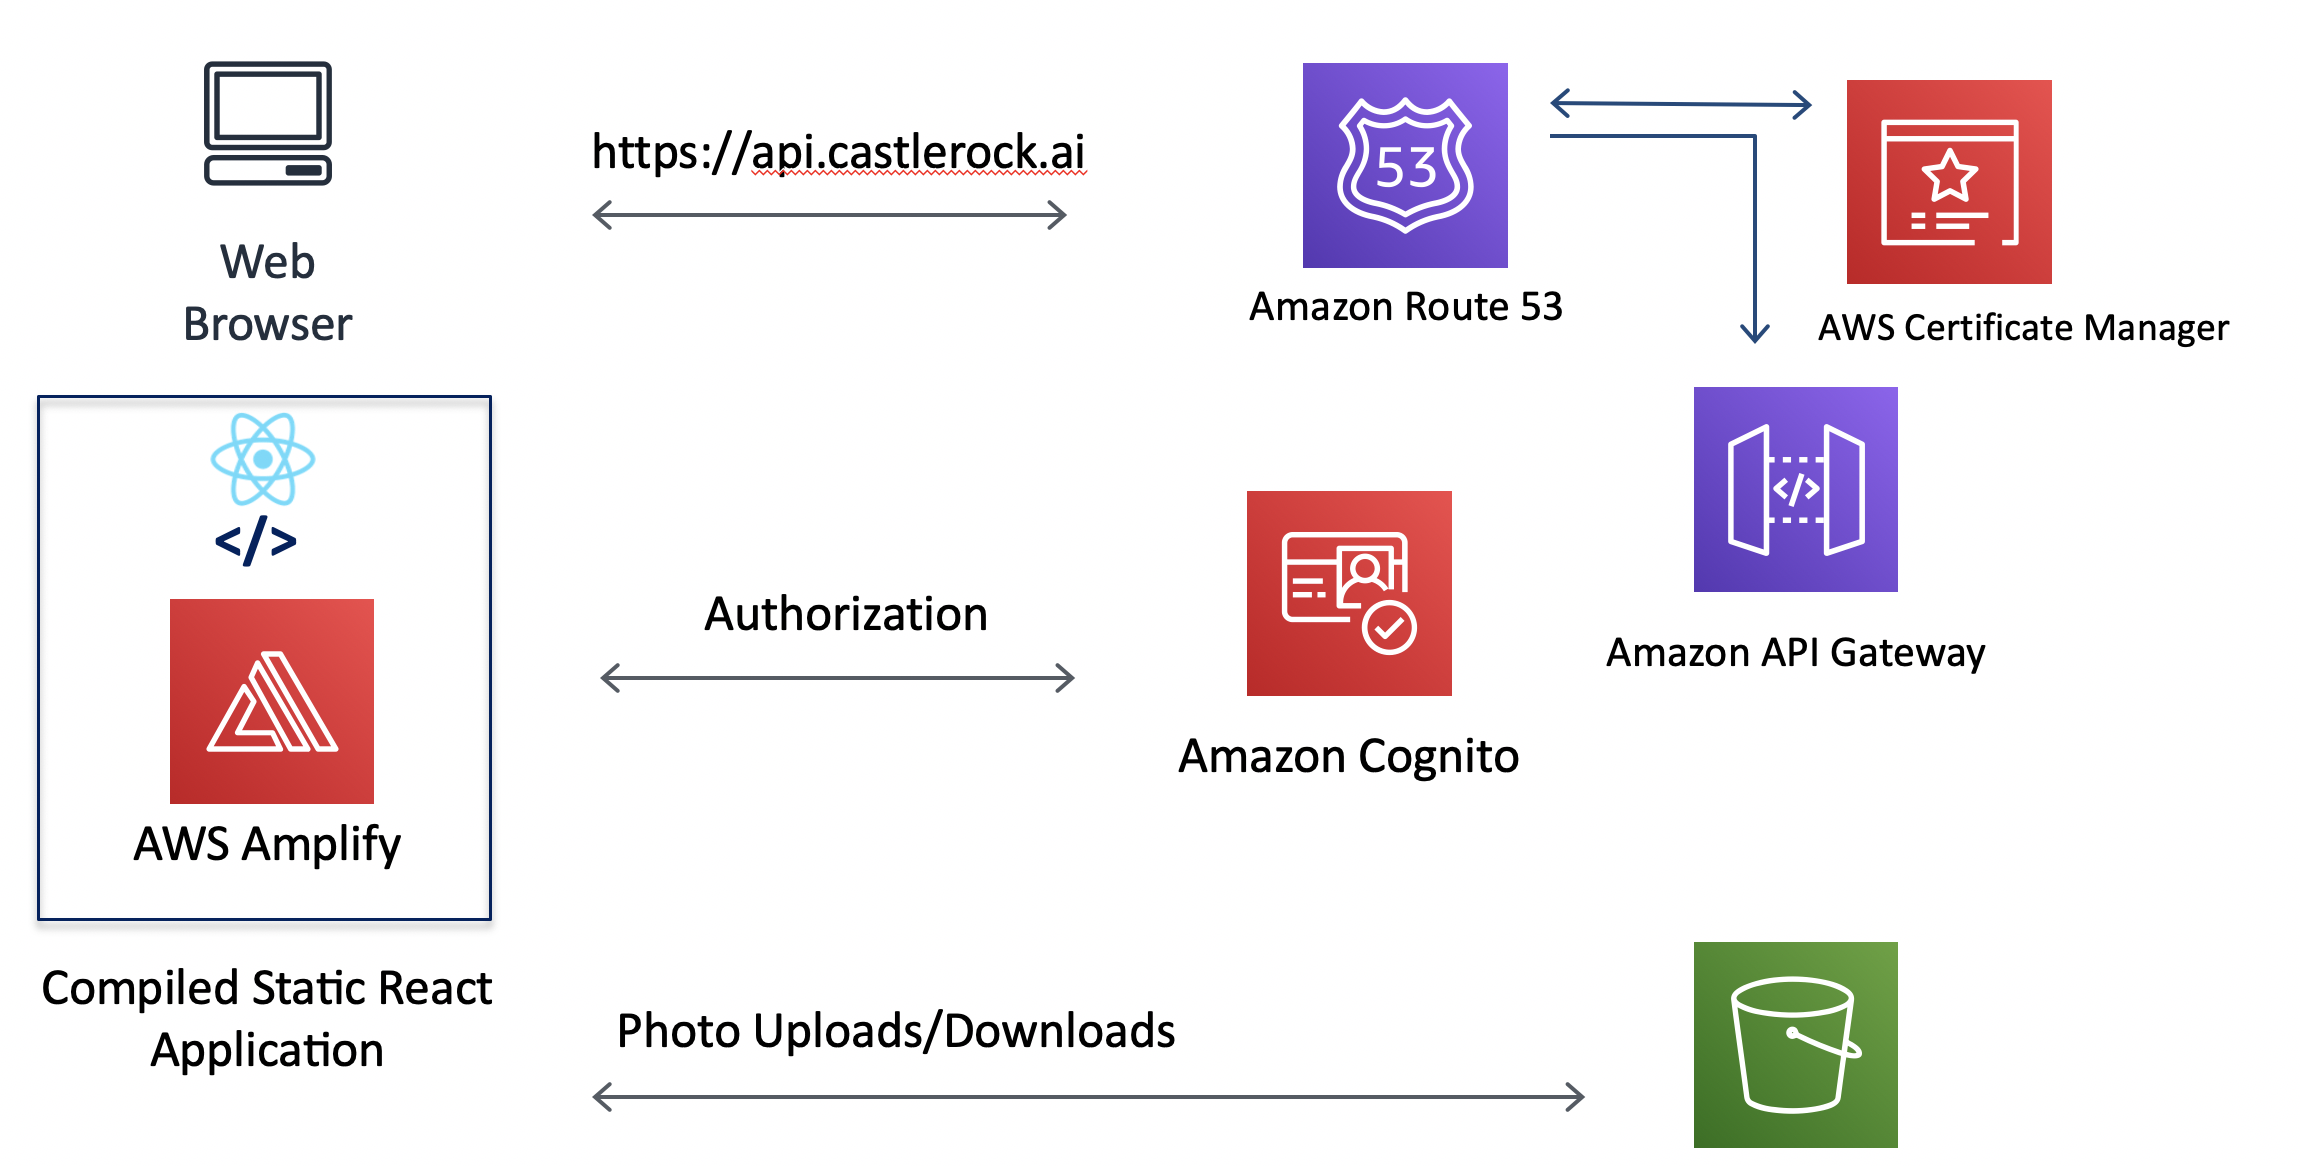 https://api.castlerock.ai
53
Web
Browser
Amazon Route 53
AWS Certificate Manager
</>
</>
Authorization
Amazon API Gateway
Amazon Cognito
AWS Amplify
Compiled Static React
Application
Photo Uploads/Downloads